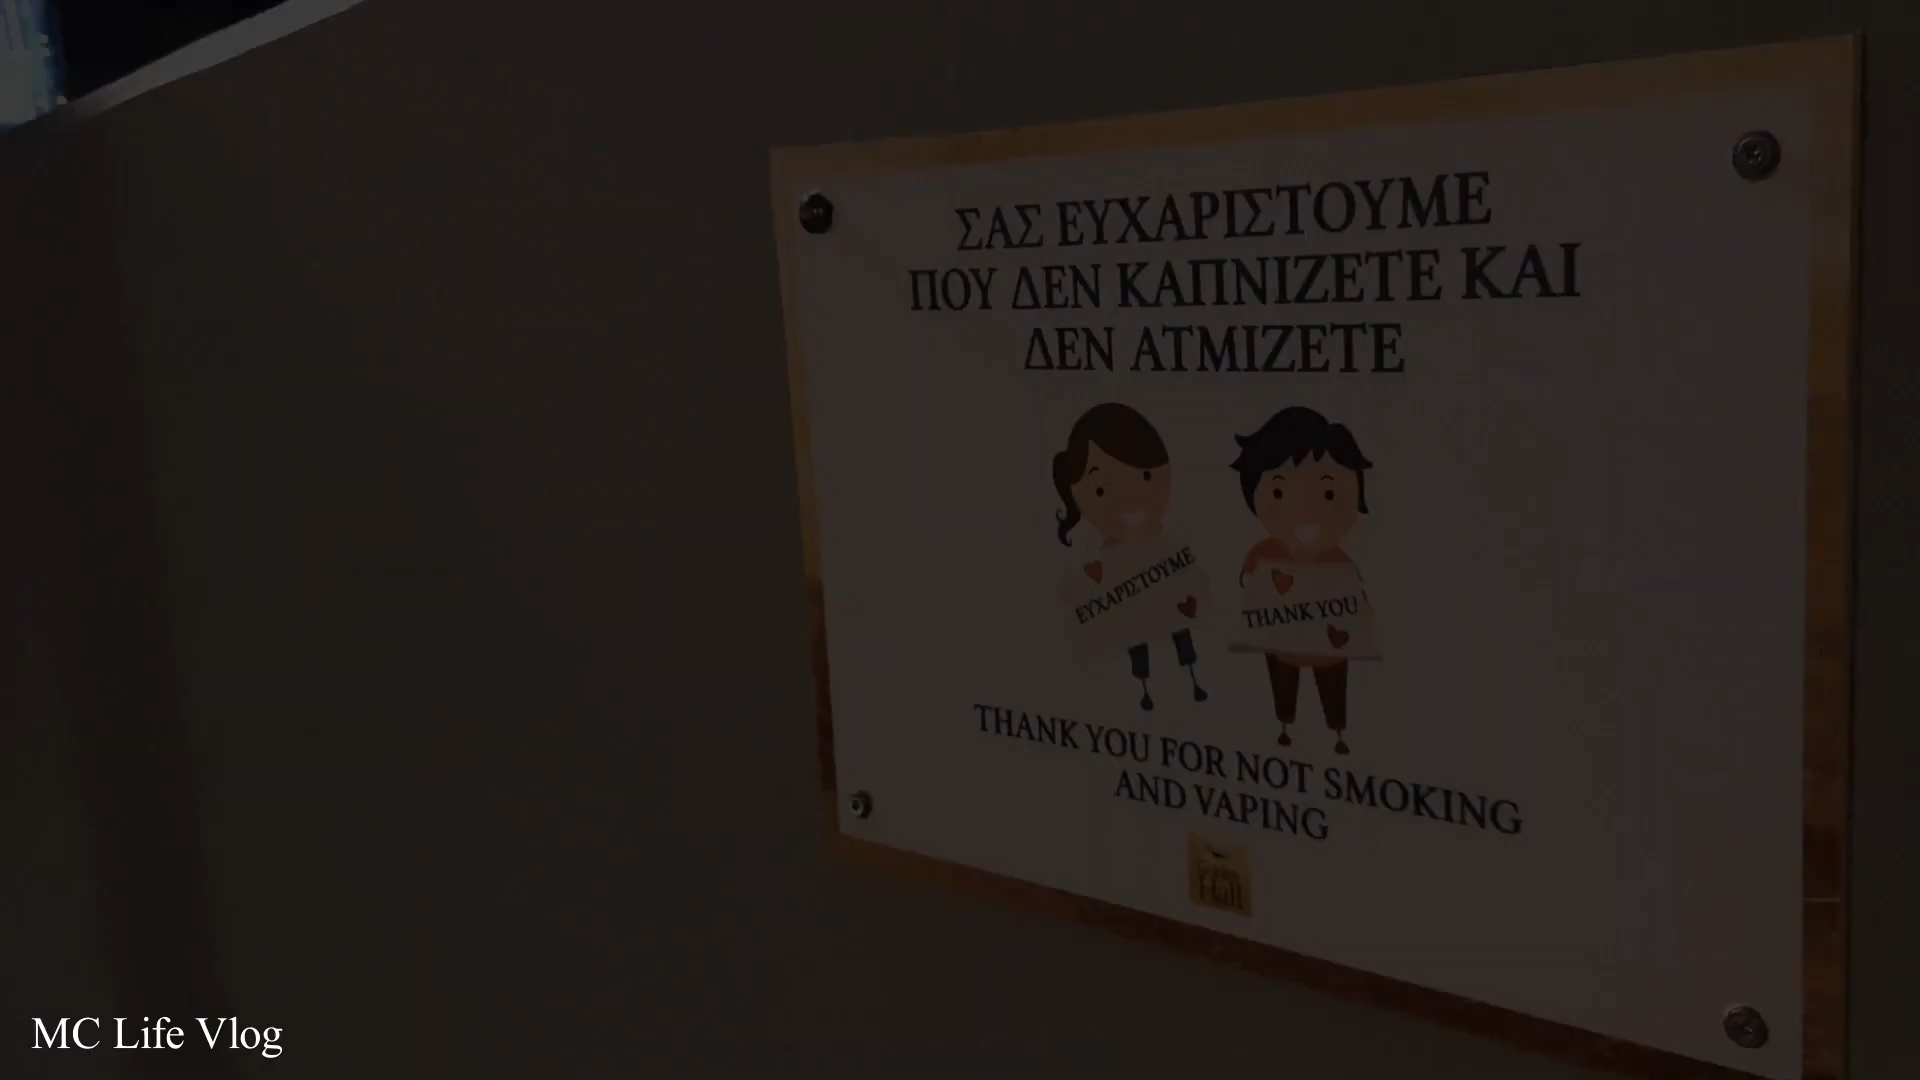 ΣΑΣ ΕΥΧΑΡΙΣΤΟΥΜΕ
ΠΟΥ ΔΕΝ ΚΑΠΝΙΖΕΤΕ ΚΑΙ
ΔΕΝ ΑΤΜΙΖΕΤΕ
ΕΥΧΑΡΙΣΤΟΥΜΕ
THANK YOU
THANK YOU FOR NOT SMOKING
AND VAPING
MC Life Vlog